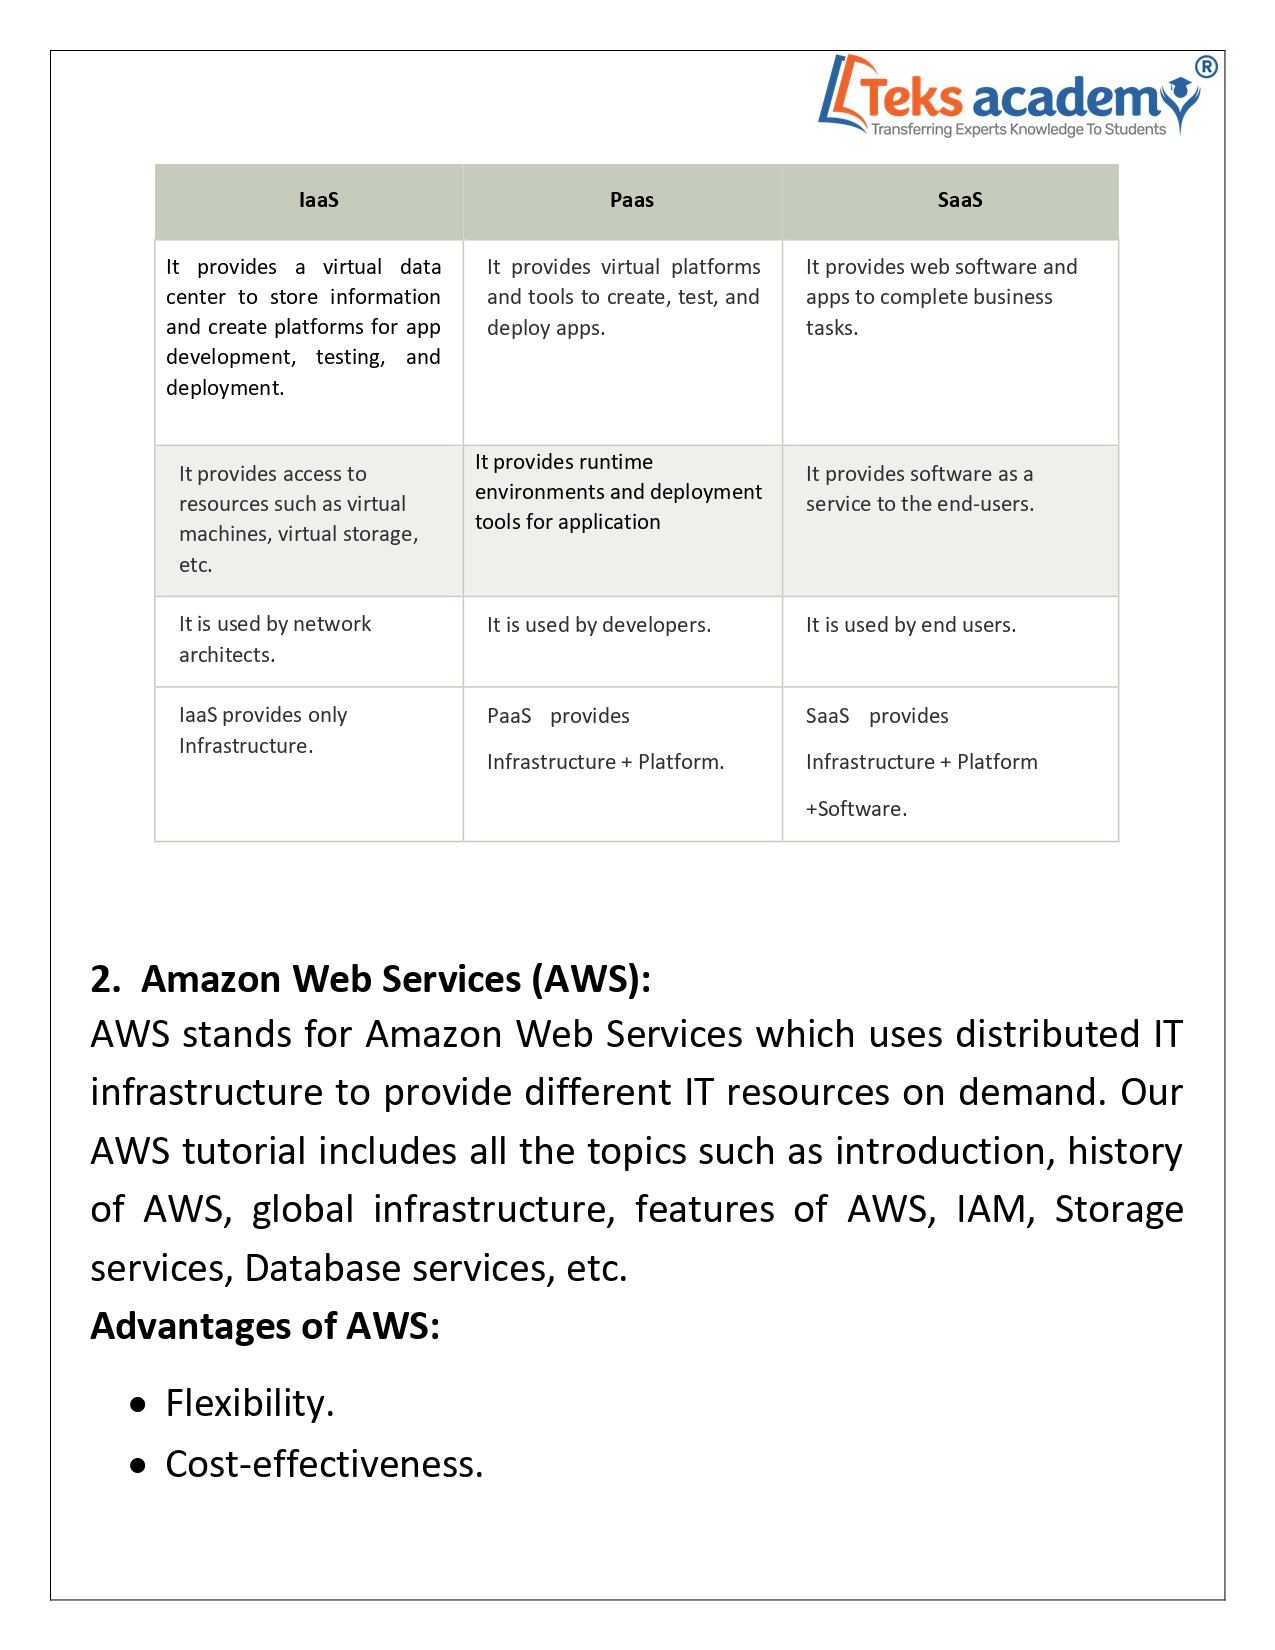 Teks academy ®
Transferring Experts Knowledge To Students
IaaS
Paas
SaaS
It provides a virtual data
center to store information
and create platforms for app
development, testing, and
deployment.
It provides virtual platforms
and tools to create, test, and
deploy apps.
It provides web software and
apps to complete business
tasks.
It provides access to
resources such as virtual
machines, virtual storage,
etc.
It provides runtime
environments and deployment
tools for application
It provides software as a
service to the end-users.
It is used by network
architects.
It is used by developers.
It is used by end users.
IaaS provides only
Infrastructure.
PaaS provides
Infrastructure + Platform.
SaaS provides
Infrastructure + Platform
+Software.
2. Amazon Web Services (AWS):
AWS stands for Amazon Web Services which uses distributed IT
infrastructure to provide different IT resources on demand. Our
AWS tutorial includes all the topics such as introduction, history
of AWS, global infrastructure, features of AWS, IAM, Storage
services, Database services, etc.
Advantages of AWS:
• Flexibility.
• Cost-effectiveness.